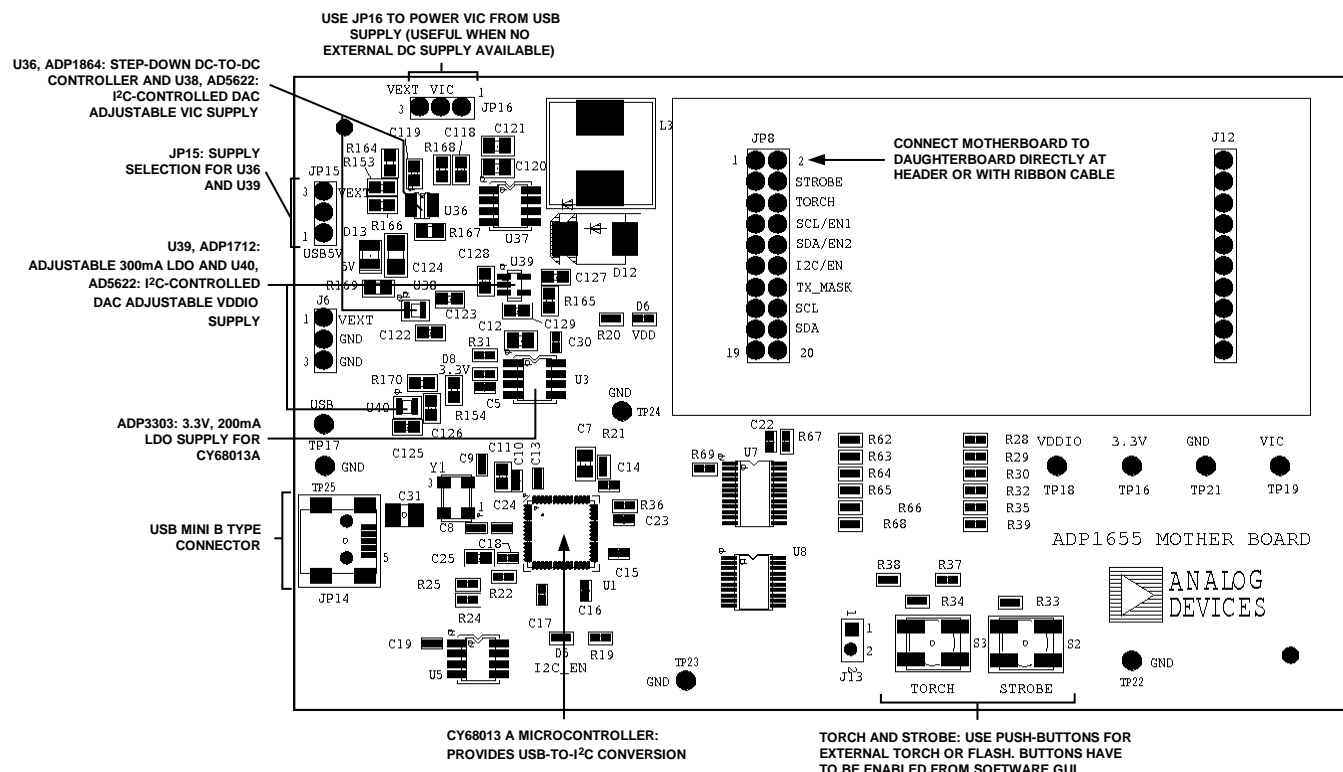 USE JP16 TO POWER VIC FROM USB
SUPPLY (USEFUL WHEN NO
EXTERNAL DC SUPPLY AVAILABLE)
U36, ADP1864: STEP-DOWN DC-TO-DC
CONTROLLER AND U38, AD5622:
I²C-CONTROLLED DAC
ADJUSTABLE VIC SUPPLY
JP15: SUPPLY
SELECTION FOR U36
AND U39
U39, ADP1712:
ADJUSTABLE 300mA LDO AND U40,
AD5622: I²C-CONTROLLED
DAC ADJUSTABLE VDDIO
SUPPLY
ADP3303: 3.3V, 200mA
LDO SUPPLY FOR
CY68013A
USB MINI B TYPE
CONNECTOR
VEXT VIC 1
3 JP16
C119 C118 C121
R164 R168
R153 C120
JP15
3 VEXT
U36 U37
R166 R167
D13
1
USB5V 5V C124 C128 U39 C127 D12
L3
R169 U38 R165
J6 C123 D6
1 VEXT C12 C129
GND C122 R20 VDD
3 GND R31 C30
D8
3.3V
R170 U3
USB U40 R154 C5 GND
TP24
TP17 C126 R21
C125
GND C9 C11 C10 C13 C7
TP25 Y1 C14
3
1
C31 C24 R36
C8 C23
C18
5 C25 C15
R25 R22 U1
JP14 R24 C16
C17
C19 D5 R19
U5 I2C_EN
TP23
GND
JP8
1 2
STROBE
TORCH
SCL/EN1
SDA/EN2
I2C/EN
TX_MASK
SCL
SDA
19 20
CONNECT MOTHERBOARD TO
DAUGHTERBOARD DIRECTLY AT
HEADER OR WITH RIBBON CABLE
J12
C22 R67
R69 U7
U8
R62 R28
R63 R29
R64 R30
R65 R32
R66 R35
R68 R39
VDDIO 3.3V GND VIC
TP18 TP16 TP21 TP19
ADP1655 MOTHER BOARD
R38 R37
R34 R33
ANALOG
DEVICES
1
1
2
2
J13
S3 S2
TORCH STROBE
GND
TP22
CY68013 A MICROCONTROLLER:
PROVIDES USB-TO-I²C CONVERSION
TORCH AND STROBE: USE PUSH-BUTTONS FOR
EXTERNAL TORCH OR FLASH. BUTTONS HAVE
TO BE ENABLED FROM SOFTWARE GUI